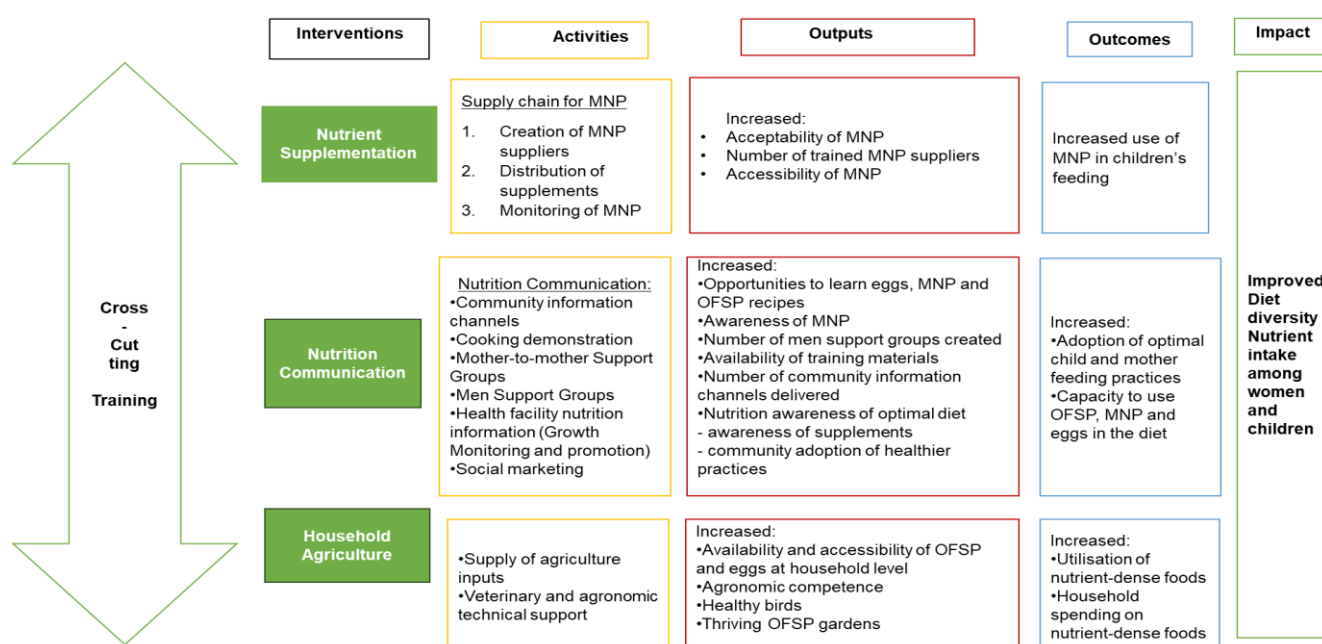 Interventions
Activities
Outputs
Outcomes
Impact
Cross
-
Cut
ting
Training
Nutrient
Supplementation
Supply chain for MNP
1. Creation of MNP
suppliers
2. Distribution of
supplements
3. Monitoring of MNP
Increased:
• Acceptability of MNP
• Number of trained MNP suppliers
• Accessibility of MNP
Increased use of
MNP in children’s
feeding
Nutrition
Communication
Nutrition Communication:
•Community information
channels
•Cooking demonstration
•Mother-to-mother Support
Groups
•Men Support Groups
•Health facility nutrition
information (Growth
Monitoring and promotion)
•Social marketing
Increased:
•Opportunities to learn eggs, MNP and
OFSP recipes
•Awareness of MNP
•Number of men support groups created
•Availability of training materials
•Number of community information
channels delivered
•Nutrition awareness of optimal diet
- awareness of supplements
- community adoption of healthier
practices
Increased:
•Adoption of optimal
child and mother
feeding practices
•Capacity to use
OFSP, MNP and
eggs in the diet
Household
Agriculture
•Supply of agriculture
inputs
•Veterinary and agronomic
technical support
Increased:
•Availability and accessibility of OFSP
and eggs at household level
•Agronomic competence
•Healthy birds
•Thriving OFSP gardens
Increased:
•Utilisation of
nutrient-dense foods
•Household
spending on
nutrient-dense foods
Improved
Diet
diversity
Nutrient
intake
among
women
and
children